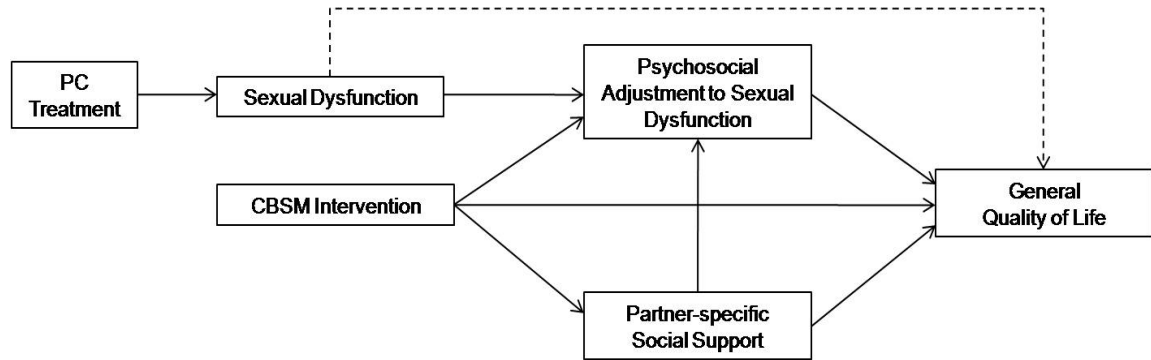 PC
Treatment
Sexual Dysfunction
Psychosocial
Adjustment to Sexual
Dysfunction
CBSM Intervention
General
Quality of Life
Partner-specific
Social Support